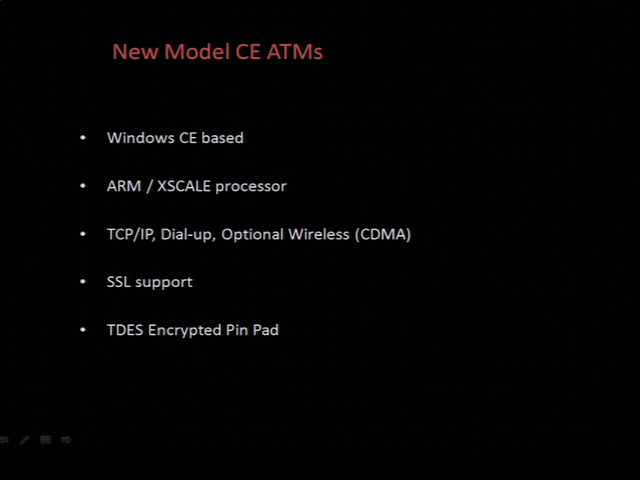 New Model CE ATMs
• Windows CE based
• ARM / XSCALE processor
• TCP/IP, Dial-up, Optional Wireless (CDMA)
• SSL support
• TDES Encrypted Pin Pad